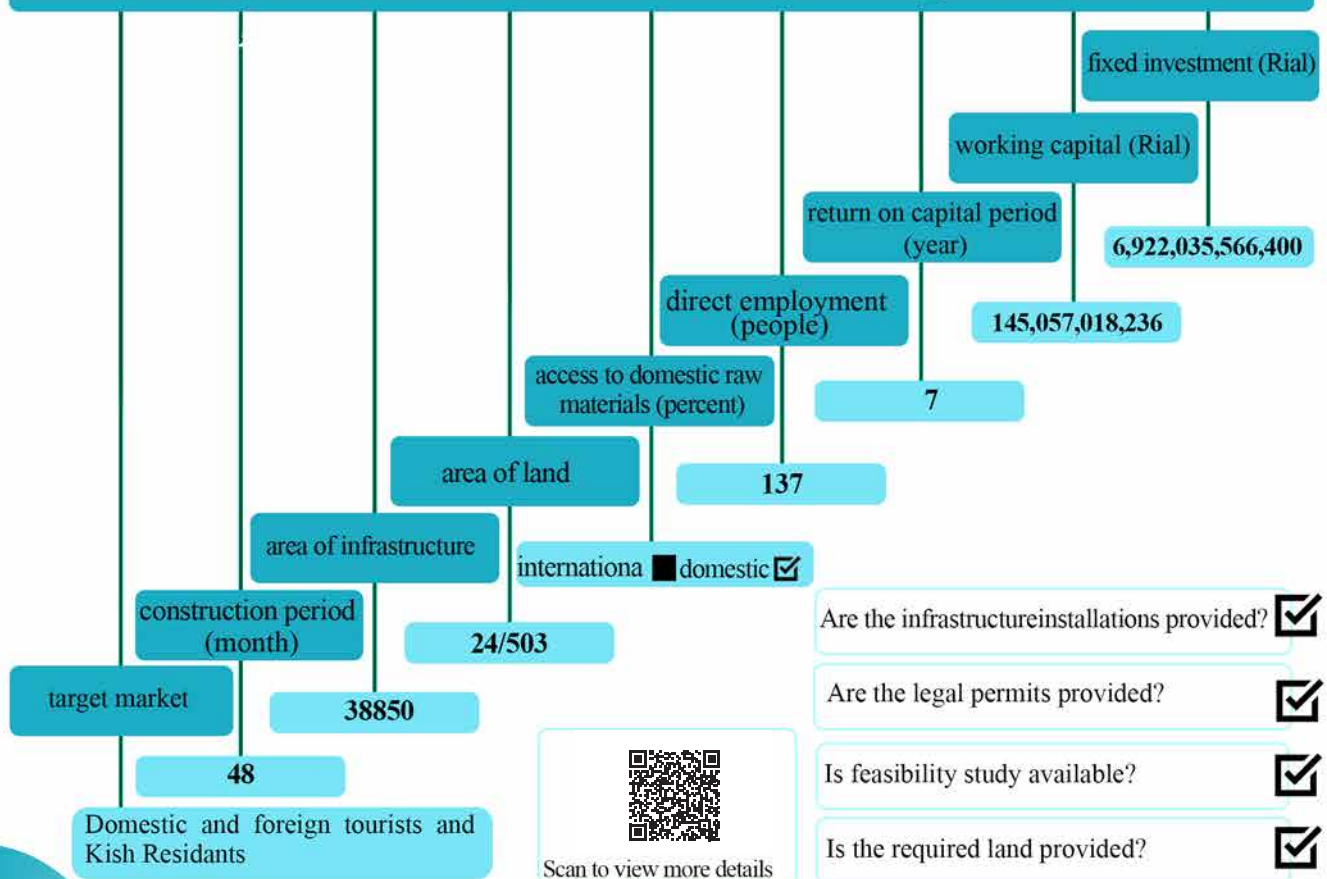 fixed investment (Rial)
6,922,035,566,400
working capital (Rial)
145,057,018,236
return on capital period
(year)
7
direct employment
(people)
137
access to domestic raw
materials (percent)
internationa domestic
area of land
24/503
area of infrastructure
38850
construction period
(month)
48
target market
Domestic and foreign tourists and
Kish Residants
Scan to view more details
Are the infrastructureinstallations provided?
Are the legal permits provided?
Is feasibility study available?
Is the required land provided?